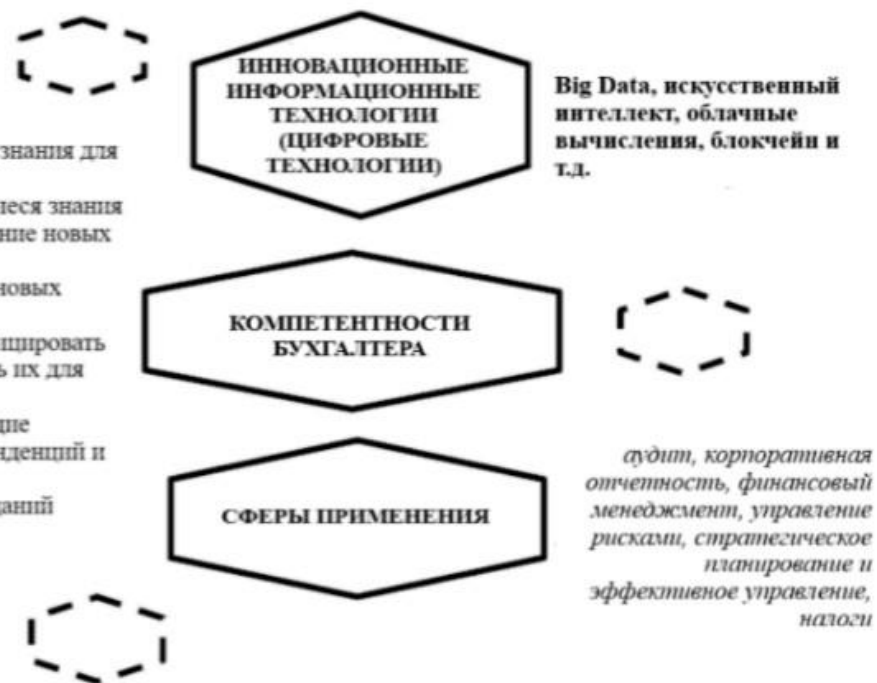 ИННОВАЦИОННЫЕ
ИНФОРМАЦИОННЫЕ
ТЕХНОЛОГИИ
(ЦИФРОВЫЕ
ТЕХНОЛОГИИ)
Big Data, искусственный
интеллект, облачные
вычисления, блокчейн и
т.д.
знания для
знания
новых
новых
их для
и
КОМПЕТЕНТНОСТИ
БУХГАЛТЕРА
СФЕРЫ ПРИМЕНЕНИЯ
аудит, корпоративная
отчетность, финансовый
менеджмент, управление
рисками, стратегическое
планирование и
эффективное управление,
налоги